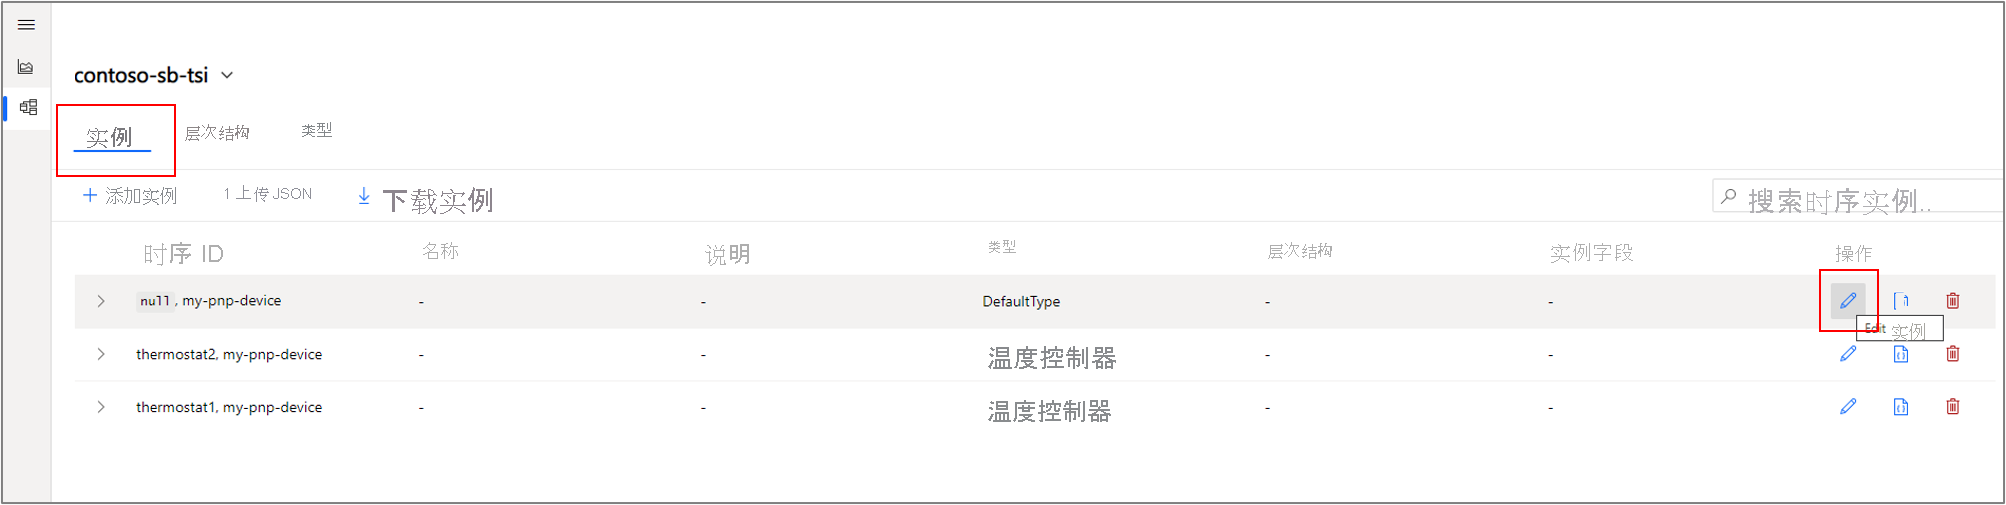 contoso-sb-tsi
实例 层次结构 类型
添加实例 1 上传 JSON 下载实例 搜索时序实例..
时序 ID 名称 说明 类型 层次结构 实例字段 操作
null, my-pnp-device - - DefaultType - -
Edit 实例
thermostat2, my-pnp-device - - 温度控制器 - -
thermostat1, my-pnp-device - - 温度控制器 - -